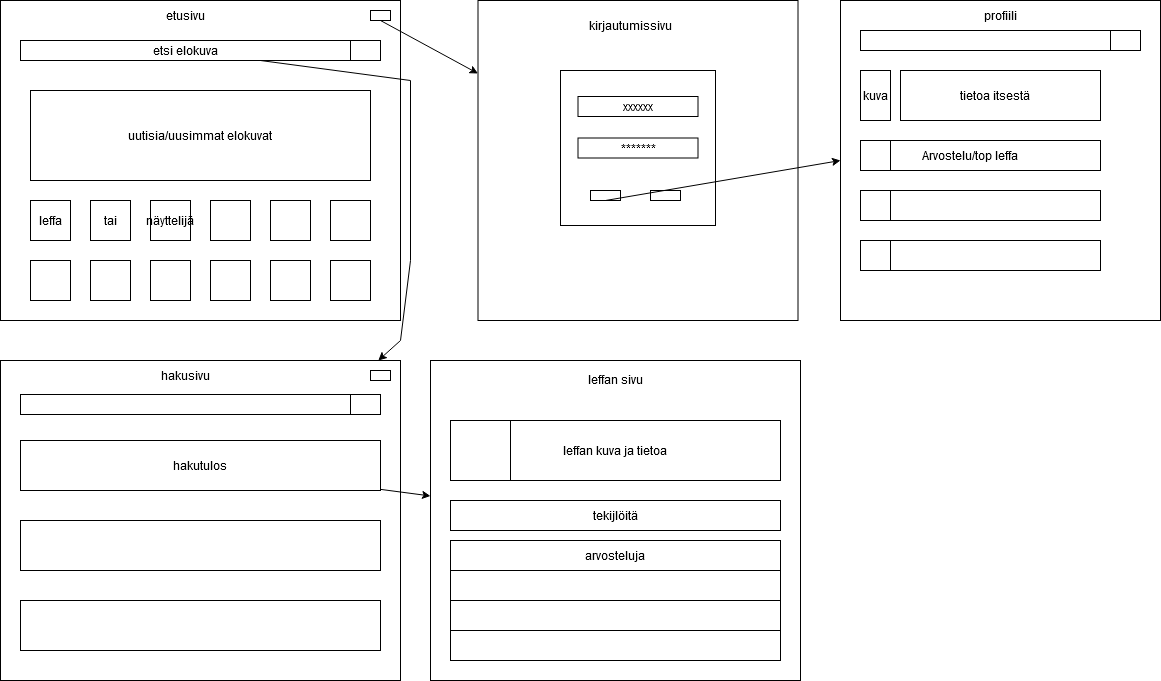 etusivu
etsi elokuva
uutisia/uusimmat elokuvat
leffa tai näyttelijä
kirjautumissivu
xxxxxx
*******
profiili
kuva
tietoa itsestä
Arvostelu/top leffa
hakusivu
hakutulos
leffan sivu
leffan kuva ja tietoa
tekijlöitä
arvosteluja